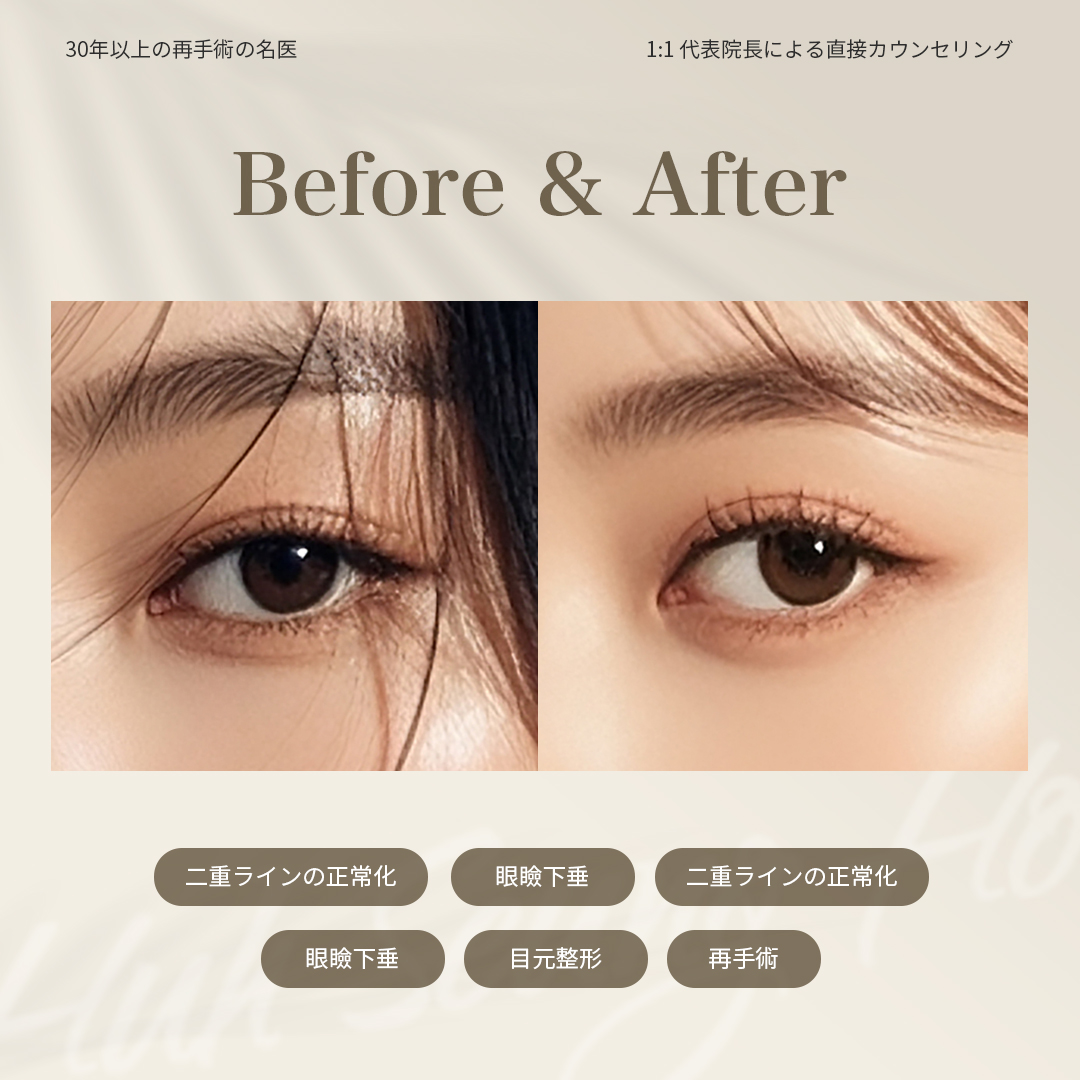 30年以上の再手術の名医
1:1 代表院長による直接カウンセリング
Before & After
二重ラインの正常化
眼瞼下垂
二重ラインの正常化
眼瞼下垂
目元整形
再手術